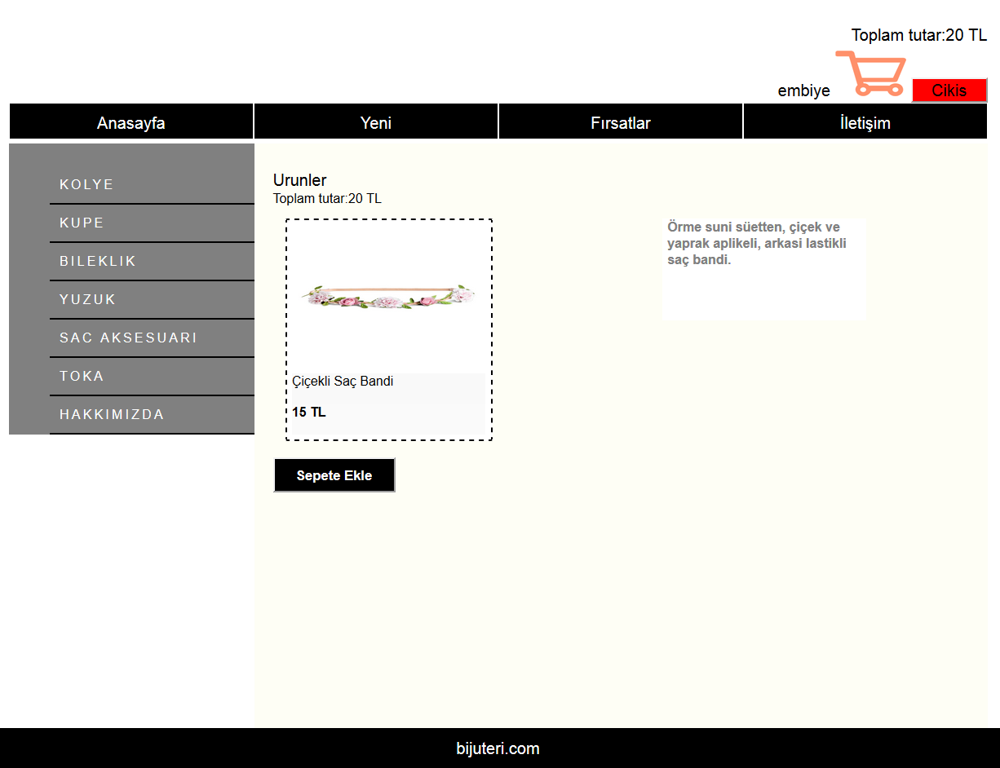 Toplam tutar:20 TL
embiye
Cikis
Anasayfa
Yeni
Fırsatlar
İletişim
KOLYE
KUPE
BILEKLIK
YUZUK
SAC AKSESUARI
TOKA
HAKKIMIZDA
Urunler
Toplam tutar:20 TL
Çiçekli Saç Bandi
15 TL
Örme suni süetten, çiçek ve
yaprak aplikeli, arkasi lastikli
saç bandi.
Sepete Ekle
bijuteri.com